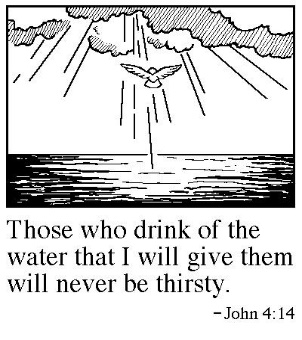 Those who drink of the
water that I will give them
will never be thirsty.
-John 4:14